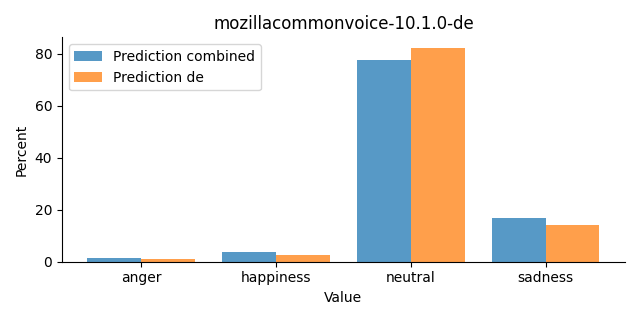 mozillacommonvoice-10.1.0-de
Prediction combined
Prediction de
Percent
80
60
40
20
0
anger happiness neutral sadness
Value